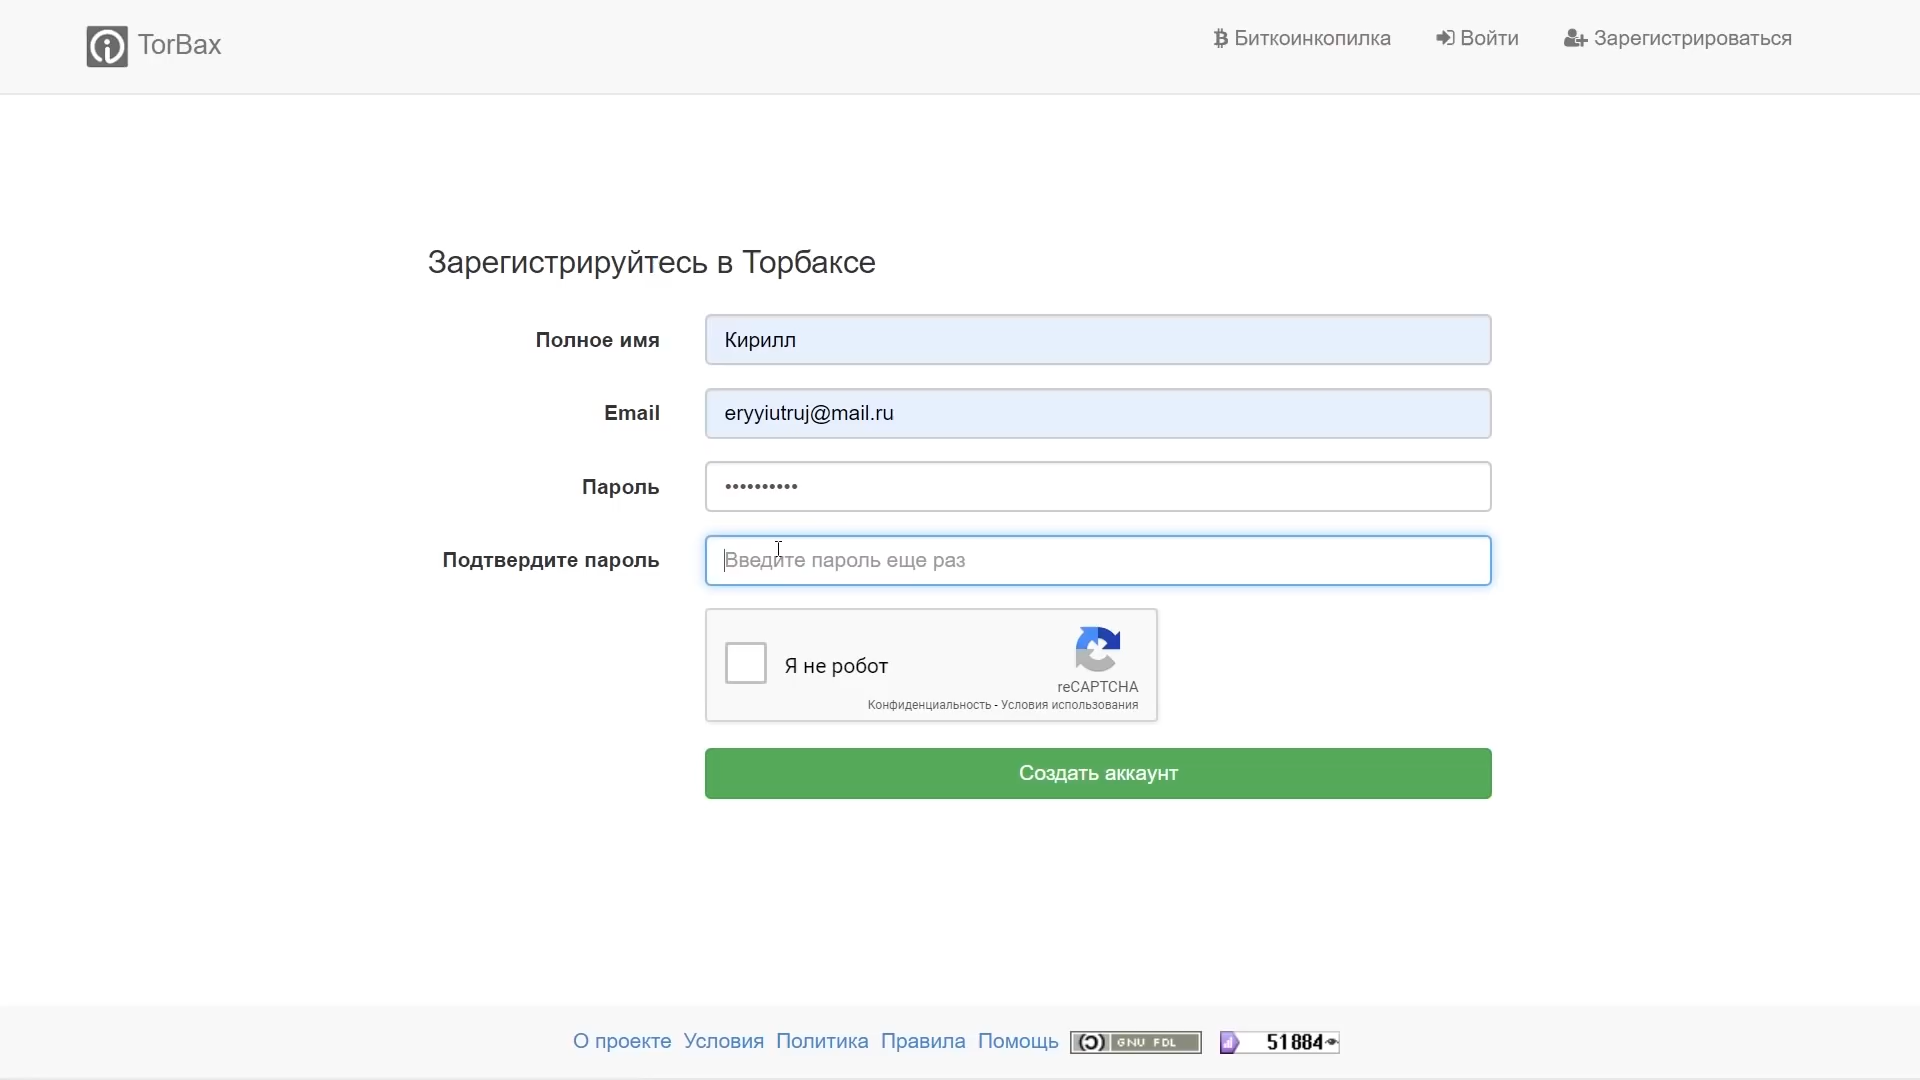 TorBax
Биткоинкопилка Войти Зарегистрироваться
Зарегистрируйтесь в Торбаксе
Полное имя Кирилл
Email eryyiutruj@mail.ru
Пароль ••••••••••
Подтвердите пароль Введите пароль еще раз
Я не робот
reCAPTCHA
Конфиденциальность - Условия использования
Создать аккаунт
О проекте Условия Политика Правила Помощь GNU FDL 51884